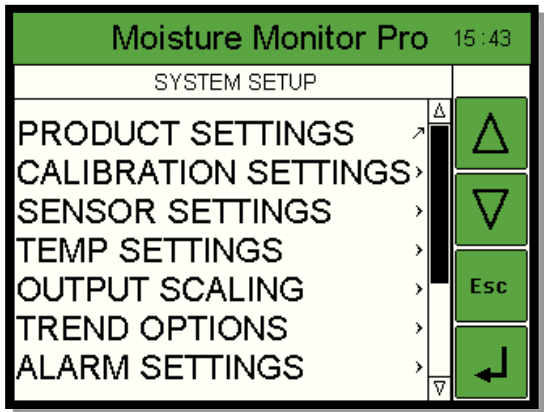 Moisture Monitor Pro 15:43
SYSTEM SETUP
PRODUCT SETTINGS
CALIBRATION SETTINGS
SENSOR SETTINGS
TEMP SETTINGS
OUTPUT SCALING
TREND OPTIONS
ALARM SETTINGS
Esc